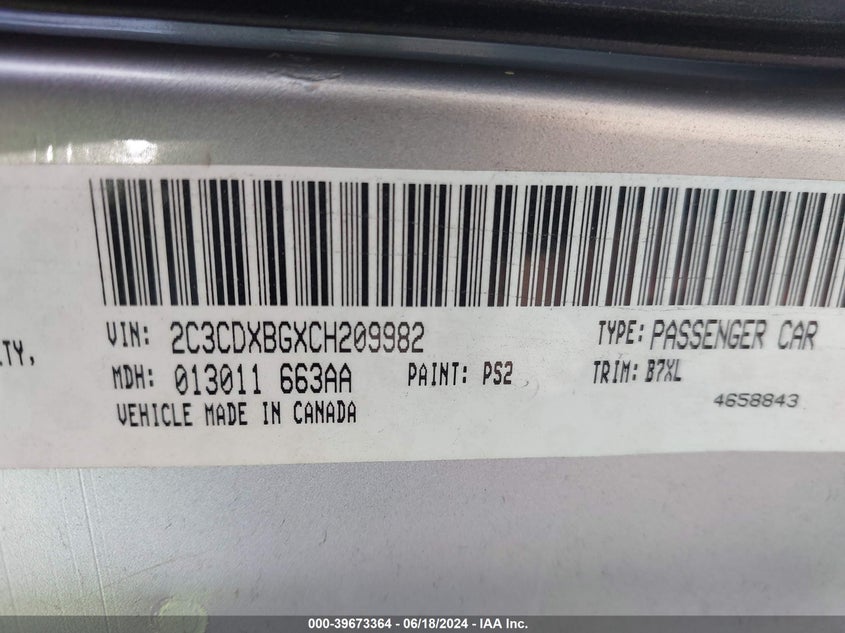 VIN: 2C3CDXBGXCH209982 TYPE: PASSENGER CAR
LTY,
MDH: 013011 663AA PAINT: PS2 TRIM: B7XL
4658843
VEHICLE MADE IN CANADA
000-39673364 - 06/18/2024 - IAA Inc.